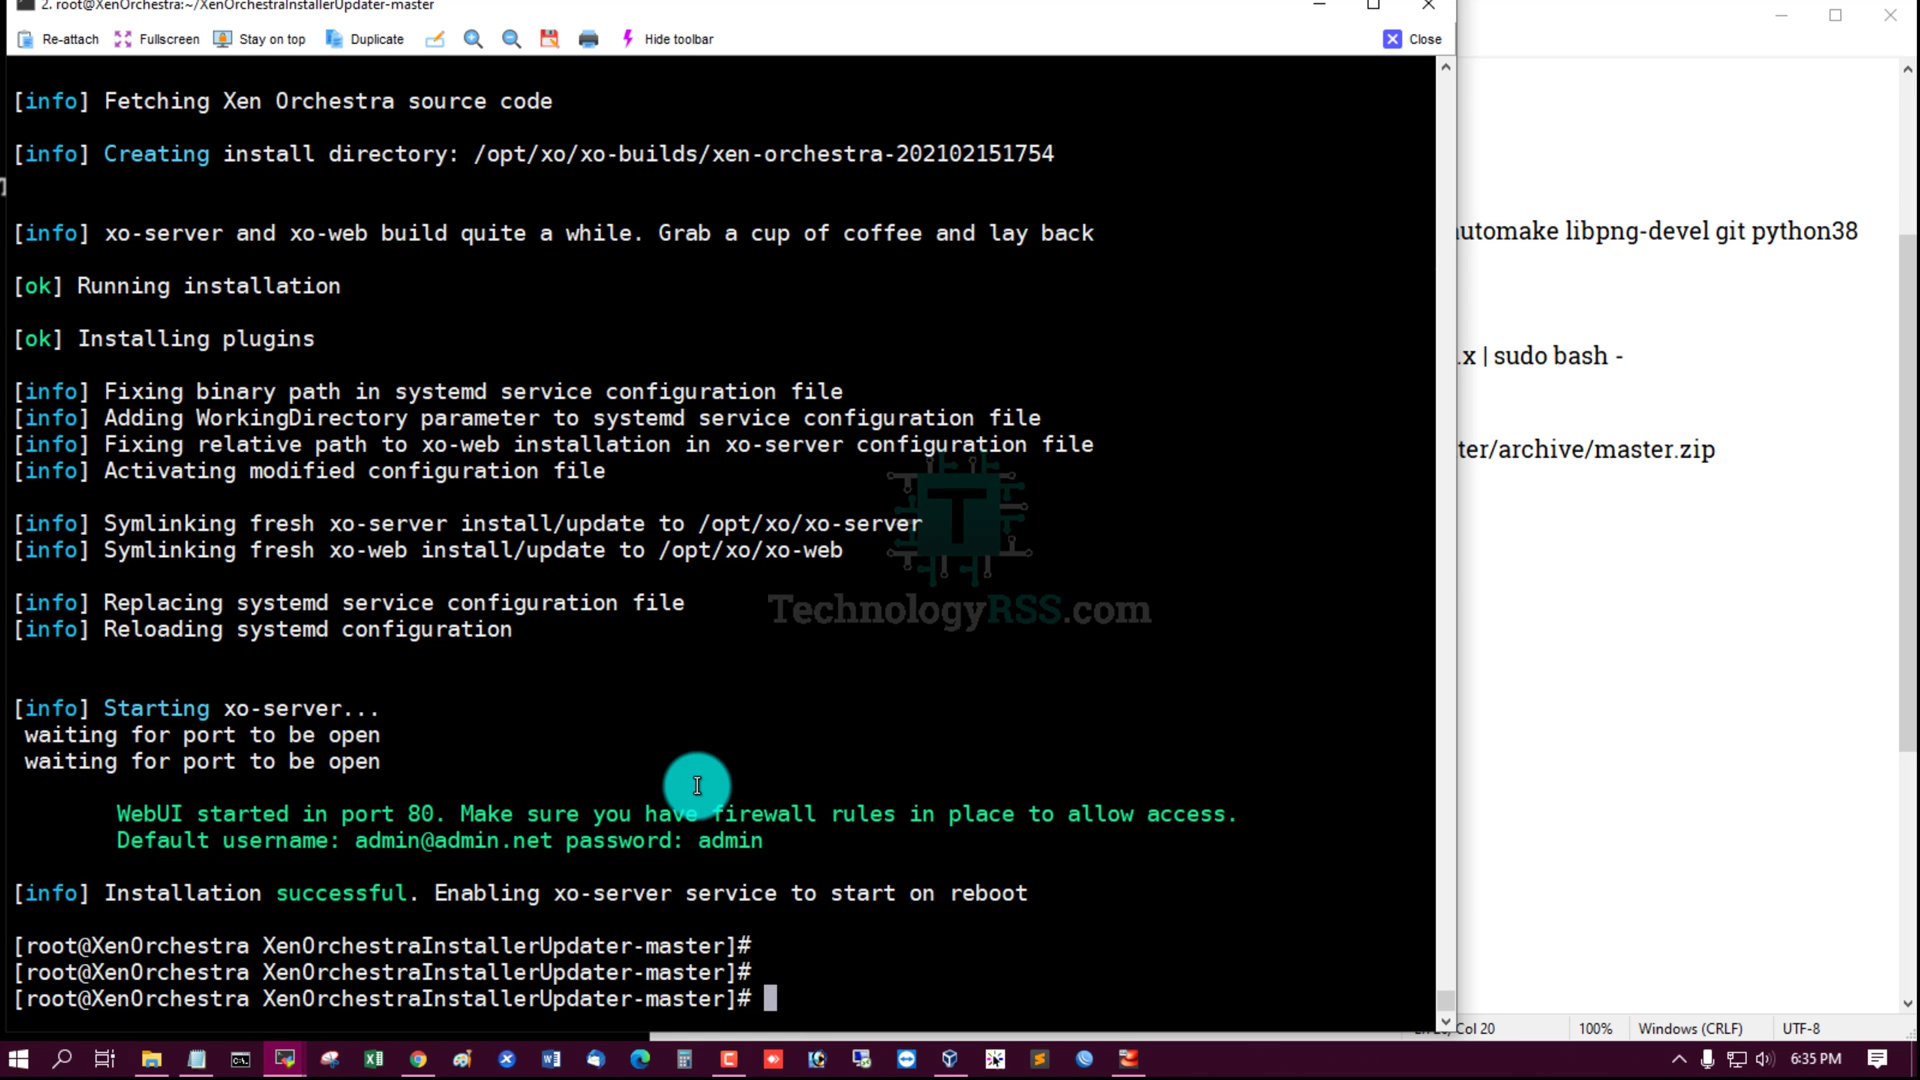 2. root@XenOrchestra:~/XenOrchestraInstallerUpdater-master
Re-attach Fullscreen Stay on top Duplicate Hide toolbar Close
[info] Fetching Xen Orchestra source code
[info] Creating install directory: /opt/xo/xo-builds/xen-orchestra-202102151754
[info] xo-server and xo-web build quite a while. Grab a cup of coffee and lay back
automake libpng-devel git python38
[ok] Running installation
[ok] Installing plugins
.x | sudo bash -
[info] Fixing binary path in systemd service configuration file
[info] Adding WorkingDirectory parameter to systemd service configuration file
[info] Fixing relative path to xo-web installation in xo-server configuration file
ter/archive/master.zip
[info] Activating modified configuration file
[info] Symlinking fresh xo-server install/update to /opt/xo/xo-server
[info] Symlinking fresh xo-web install/update to /opt/xo/xo-web
[info] Replacing systemd service configuration file
TechnologyRSS.com
[info] Reloading systemd configuration
[info] Starting xo-server...
waiting for port to be open
waiting for port to be open
WebUI started in port 80. Make sure you have firewall rules in place to allow access.
Default username: admin@admin.net password: admin
[info] Installation successful. Enabling xo-server service to start on reboot
[root@XenOrchestra XenOrchestraInstallerUpdater-master]#
[root@XenOrchestra XenOrchestraInstallerUpdater-master]#
[root@XenOrchestra XenOrchestraInstallerUpdater-master]#
Col 20 100% Windows (CRLF) UTF-8
6:35 PM